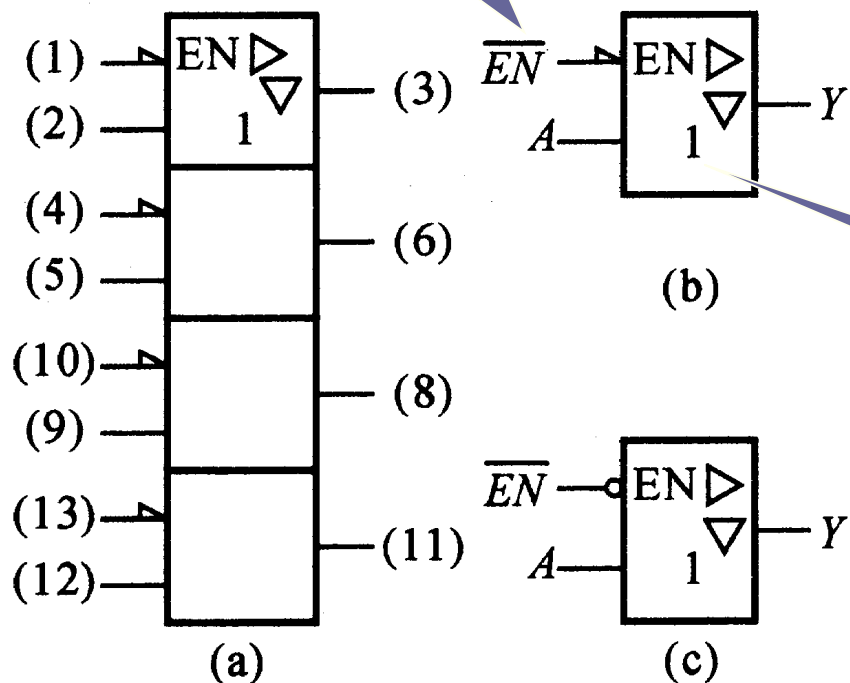 (1)
EN
(3)
(2)
1
(4)
(6)
(5)
(10)
(8)
(9)
(13)
(11)
(12)
(a)
EN
EN
Y
A
1
(b)
EN
EN
Y
A
1
(c)